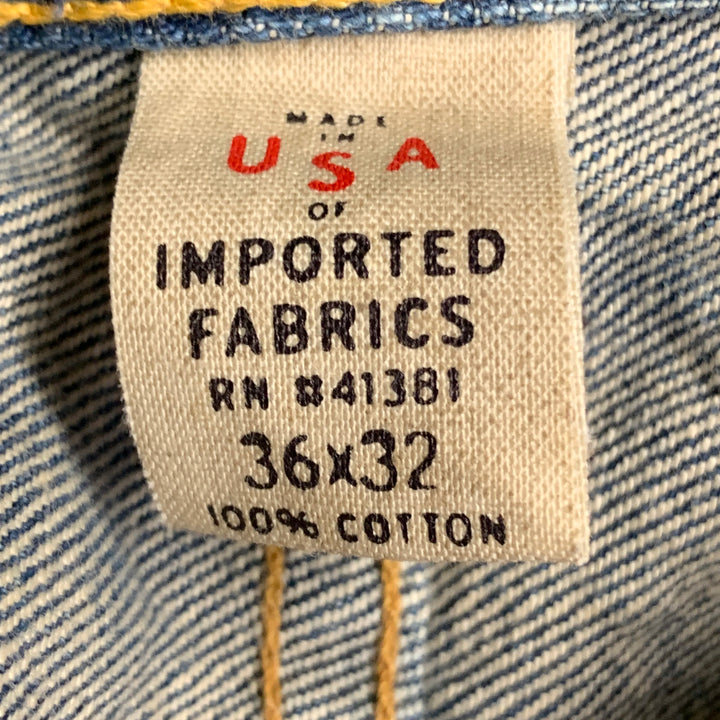 MADE
IN
USA
OF
IMPORTED
FABRICS
RN #41381
36x32
100% COTTON